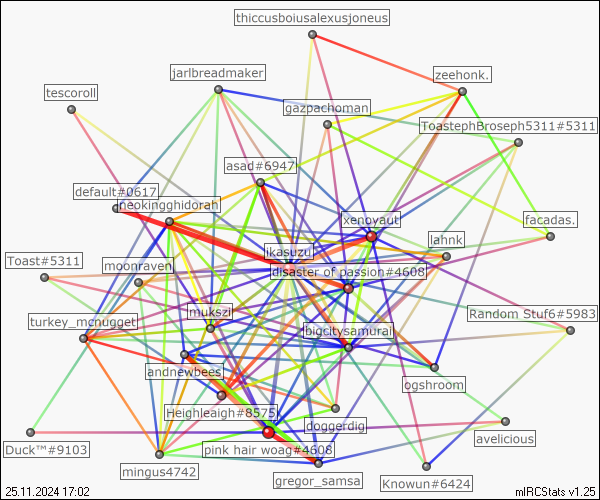 thiccusboiusalexusjoneus
jarlbreadmaker
zeehonk.
tescoroll
gazpachoman
ToastephBroseph5311#5311
asad#6947
default#0617
neokingghidorah
xenoyaut
facadas.
ikasuzu
lahnk
Toast#5311
moonraven
disaster of passion#4608
mukszi
Random Stuf6#5983
turkey_mcnugget
bigcitysamurai
andnewbees
ggshroom
Heighleaigh#8575
doggerdig
Duck™#9103
pink hair woag#4608
avelicious
mingus4742
gregor_samsa
Knowun#6424
25.11.2024 17:02
mIRCStats v1.25